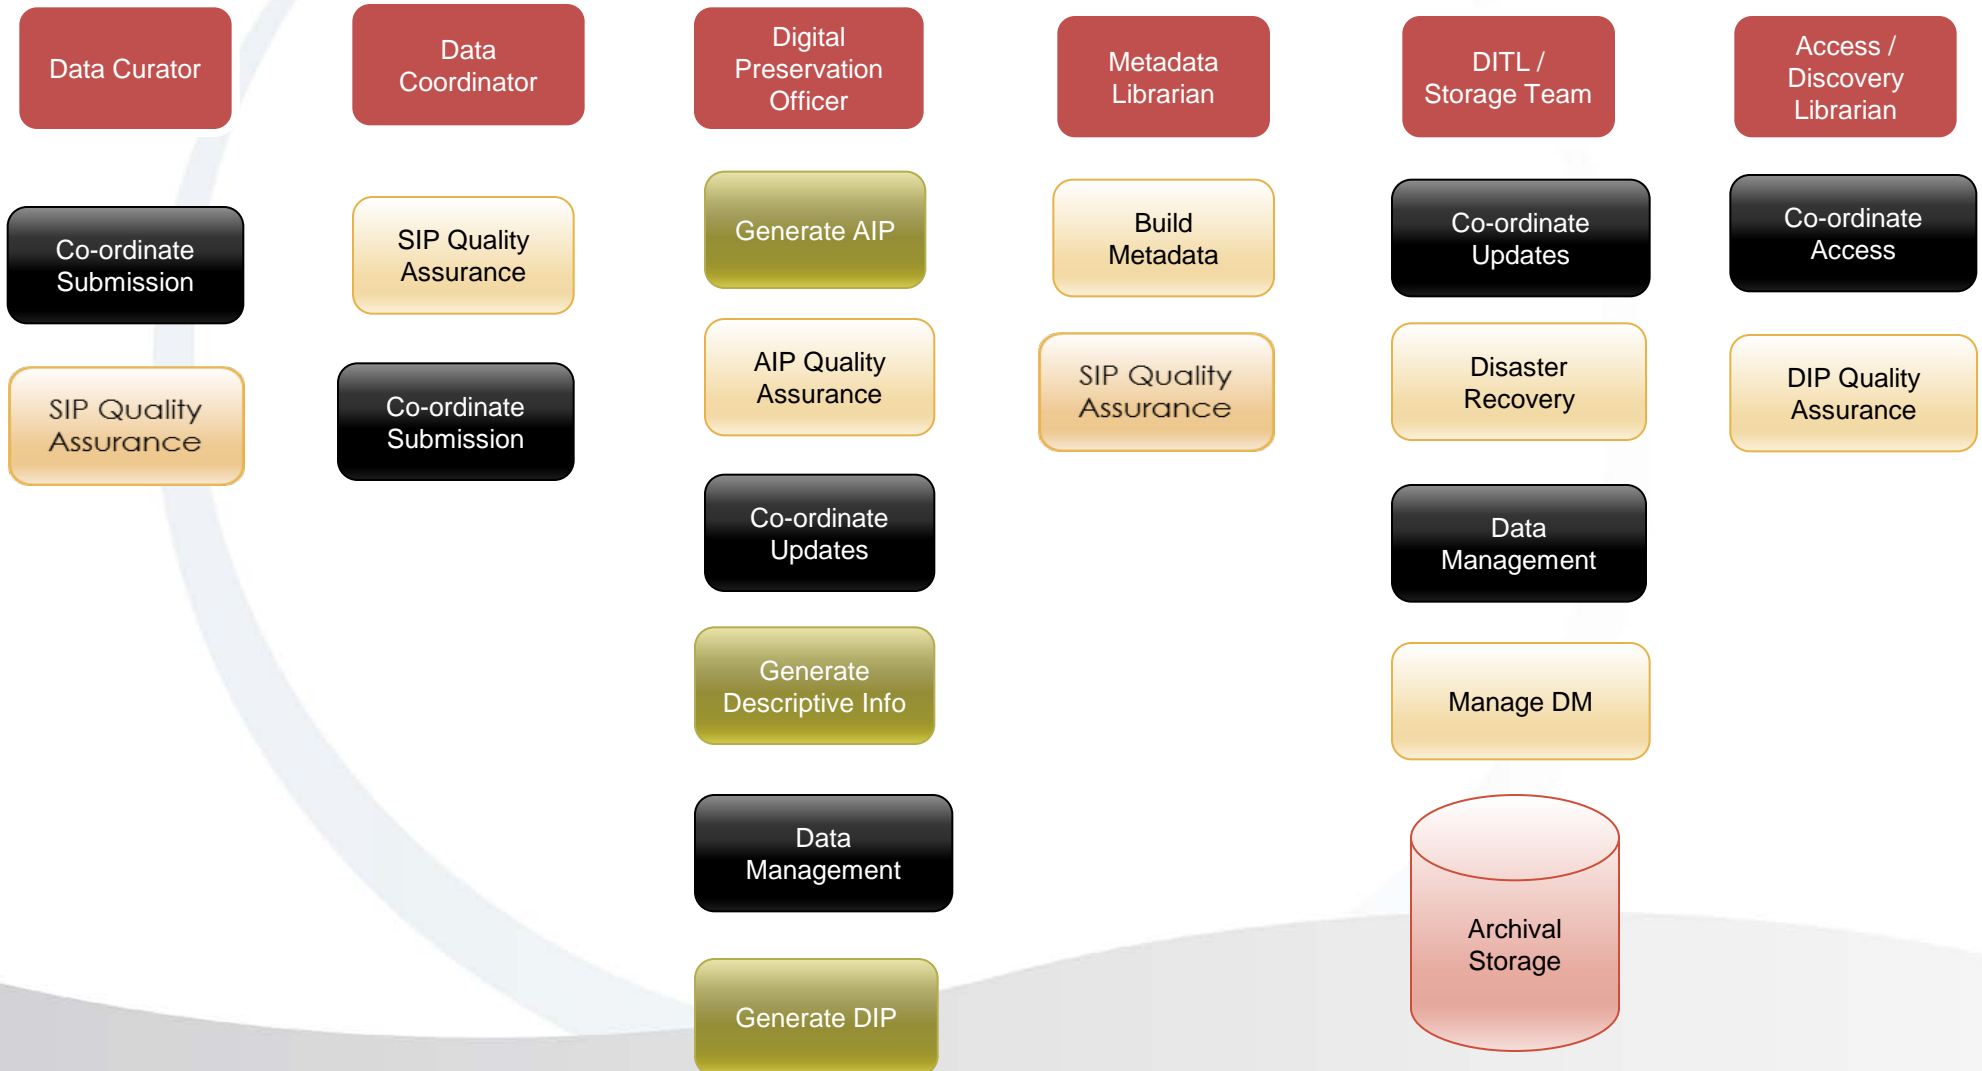 Data Curator
Data
Coordinator
Digital
Preservation
Officer
Metadata
Librarian
DITL /
Storage Team
Access /
Discovery
Librarian
Co-ordinate
Submission
SIP Quality
Assurance
SIP Quality
Assurance
Co-ordinate
Submission
Generate AIP
AIP Quality
Assurance
Co-ordinate
Updates
Generate
Descriptive Info
Data
Management
Generate DIP
Build
Metadata
SIP Quality
Assurance
Co-ordinate
Updates
Disaster
Recovery
Data
Management
Manage DM
Archival
Storage
Co-ordinate
Access
DIP Quality
Assurance